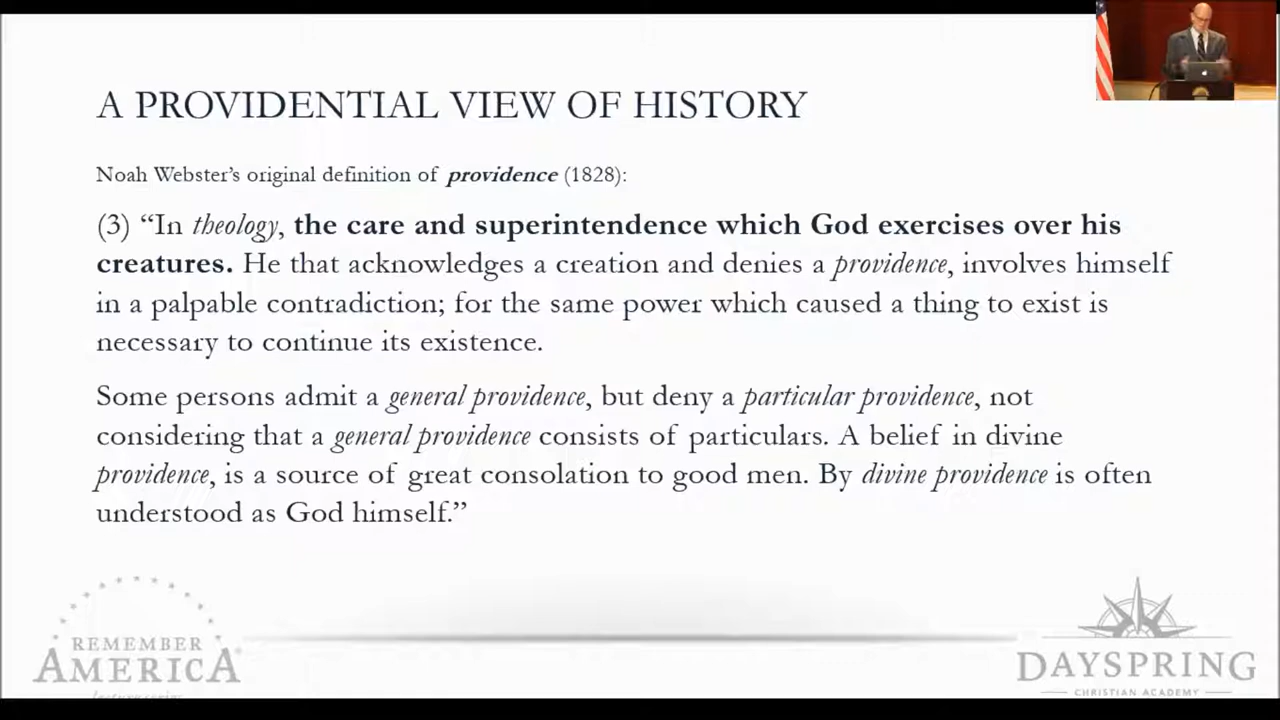 A PROVIDENTIAL VIEW OF HISTORY
Noah Webster’s original definition of providence (1828):
(3) “In theology, the care and superintendence which God exercises over his
creatures. He that acknowledges a creation and denies a providence, involves himself
in a palpable contradiction; for the same power which caused a thing to exist is
necessary to continue its existence.
Some persons admit a general providence, but deny a particular providence, not
considering that a general providence consists of particulars. A belief in divine
providence, is a source of great consolation to good men. By divine providence is often
understood as God himself.”
REMEMBER
AMERICA
DAYSPRING
CHRISTIAN ACADEMY